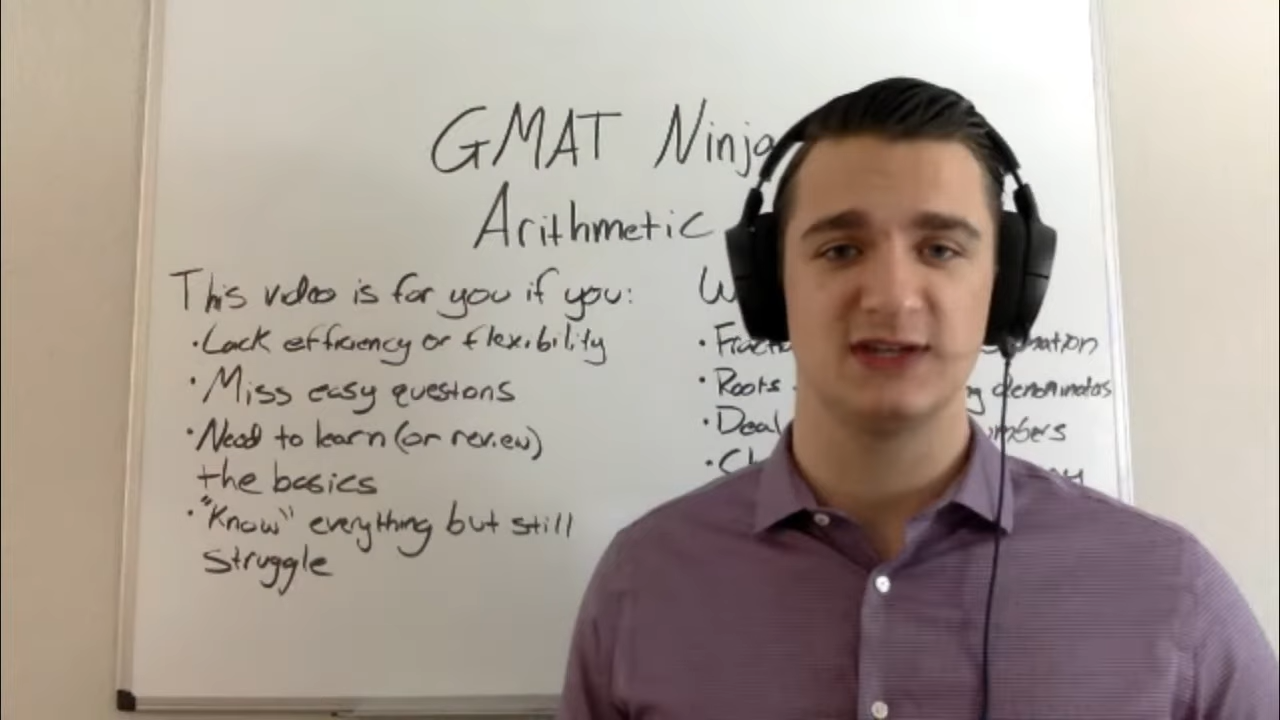 GMAT Ninja
Arithmetic
This video is for you if you:
• Lack efficiency or flexibility
• Miss easy questions
• Need to learn (or review)
the basics
• "Know" everything but still
struggle
• Roots
• Deal